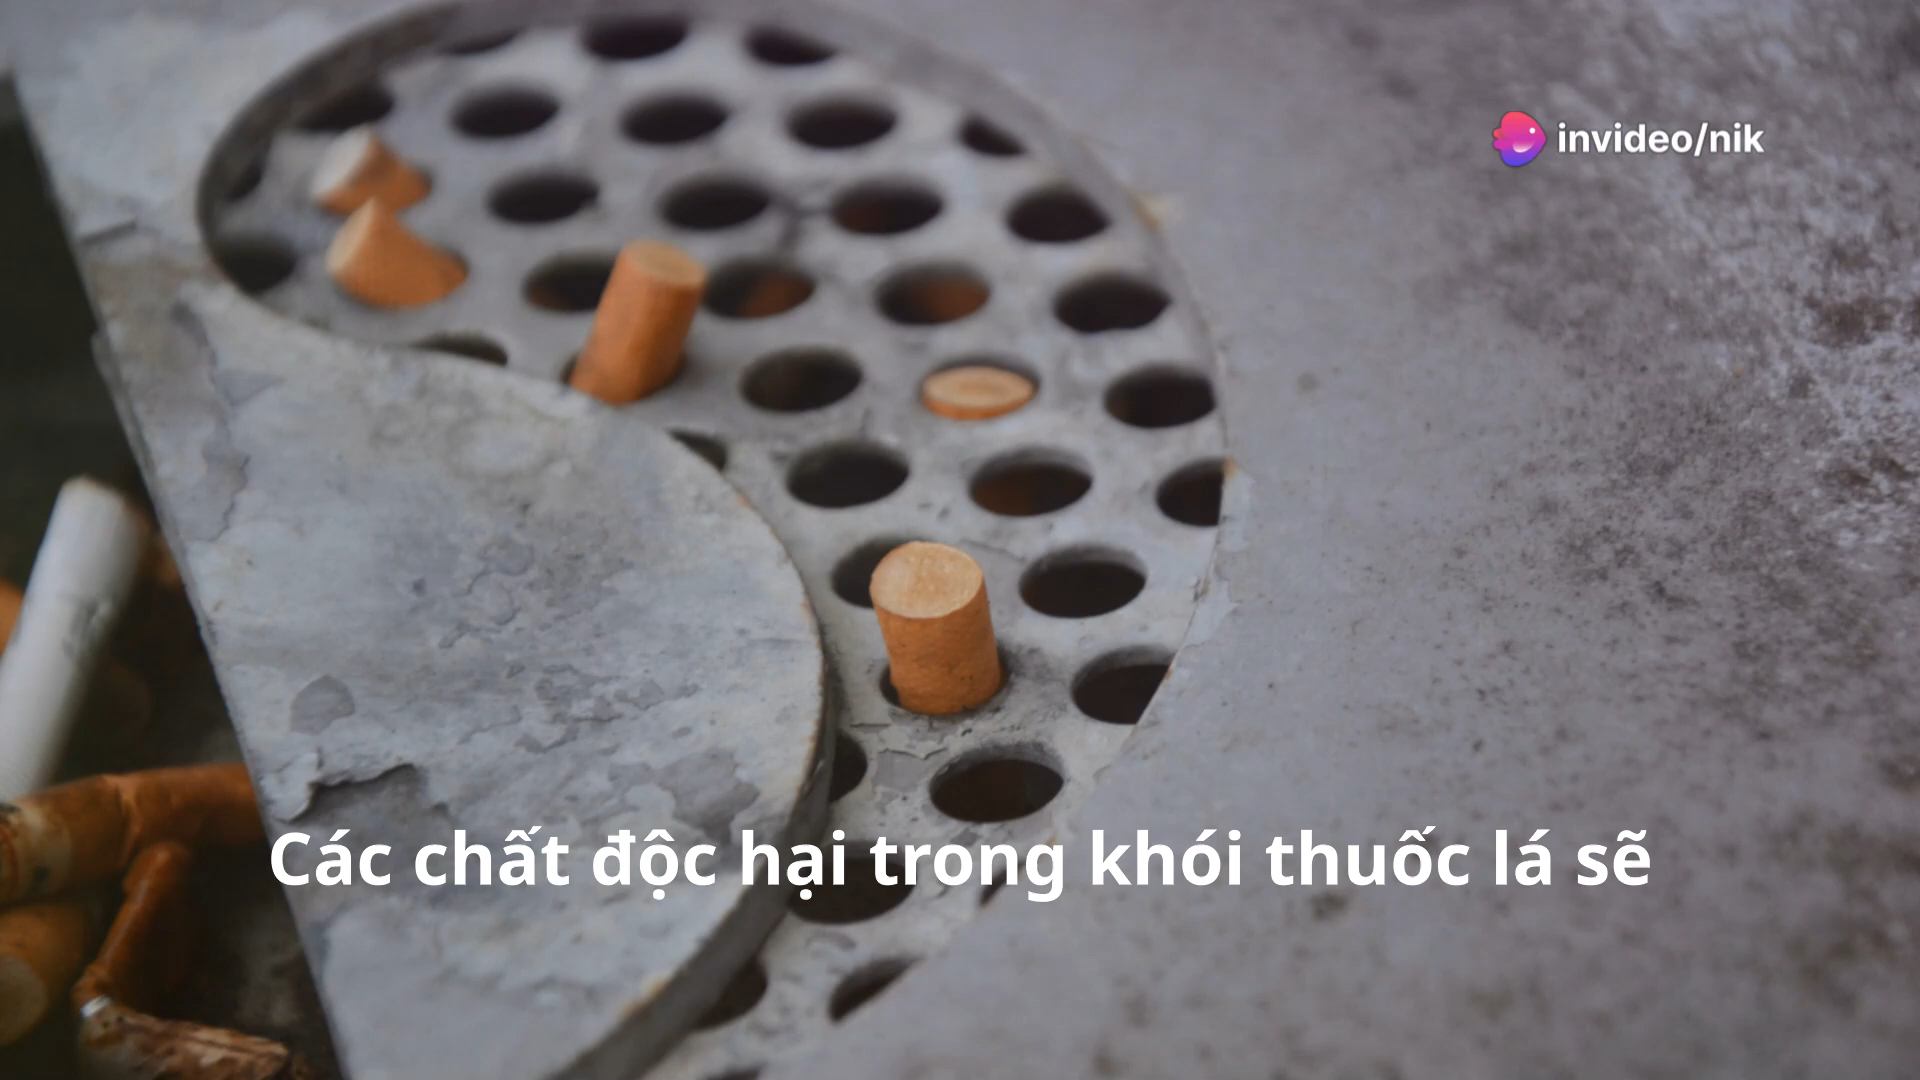 invideo/nik
Các chất độc hại trong khói thuốc lá sẽ